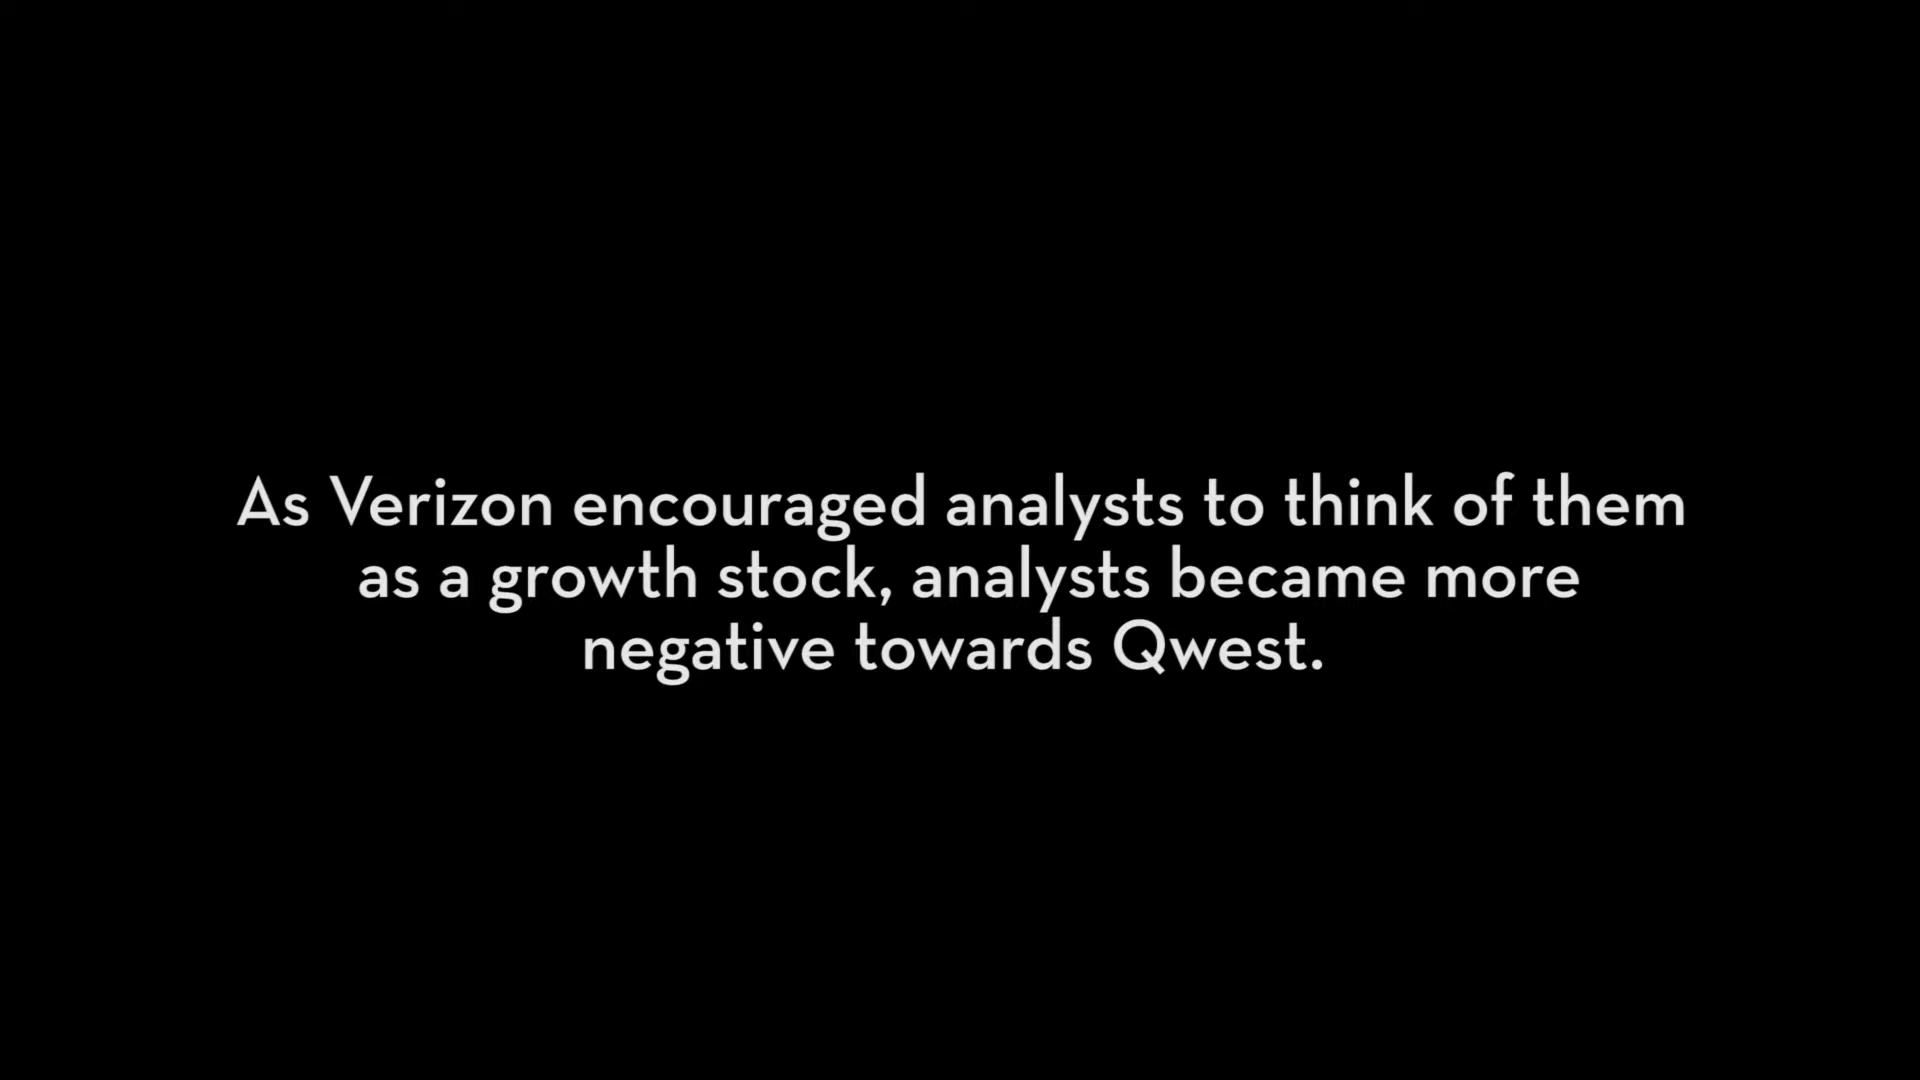 As Verizon encouraged analysts to think of them
as a growth stock, analysts became more
negative towards Qwest.